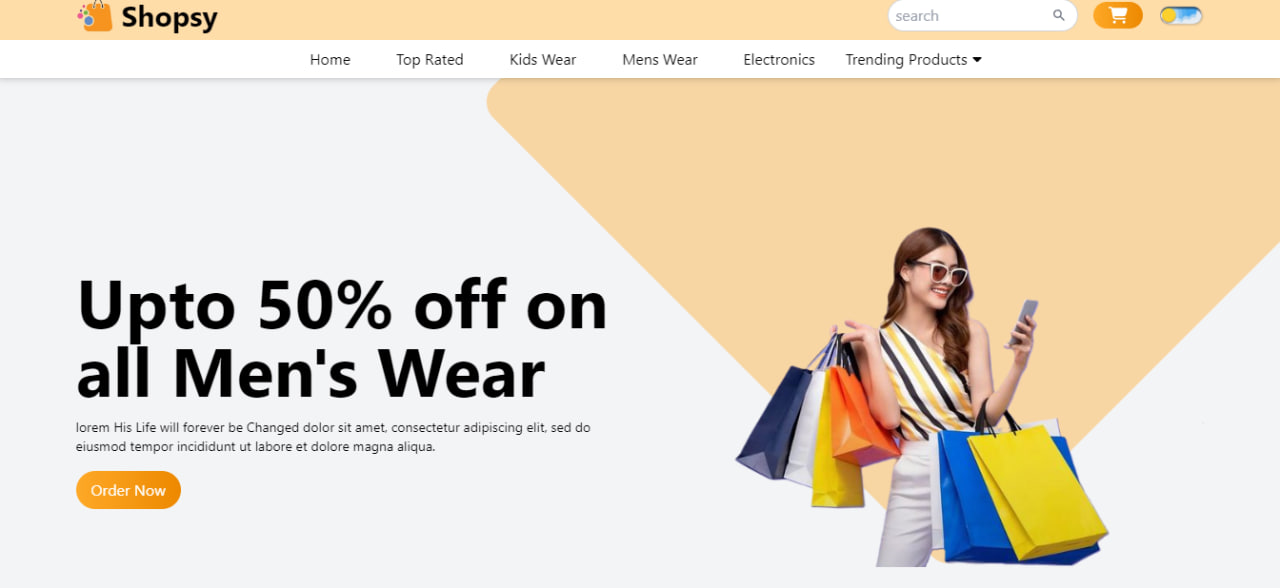 Shopsy
search
Home Top Rated Kids Wear Mens Wear Electronics Trending Products
Upto 50% off on
all Men's Wear
lorem His Life will forever be Changed dolor sit amet, consectetur adipiscing elit, sed do
eiusmod tempor incididunt ut labore et dolore magna aliqua.
Order Now